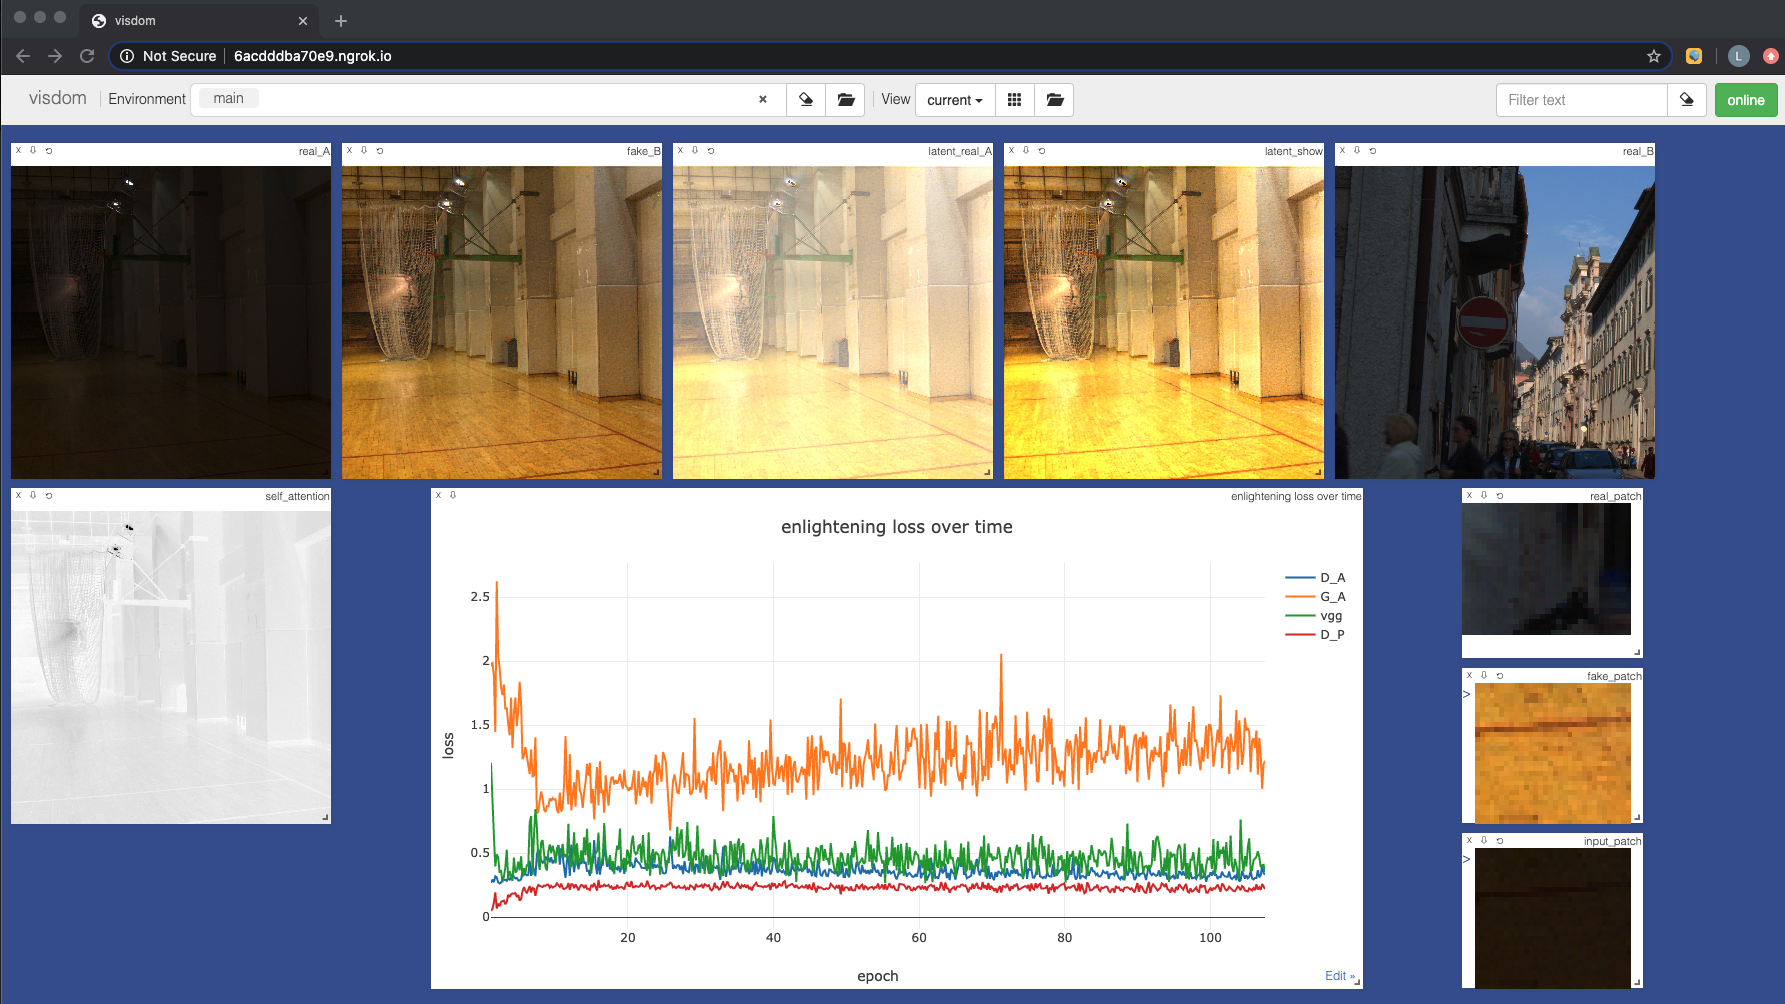 visdom
Not Secure 6acdddba70e9.ngrok.io
L
visdom Environment main × View current Filter text online
X real_A
X fake_B
X latent_real_A
X latent_show
X real_B
X self_attention
X enlightening loss over time
enlightening loss over time
2.5
2
1.5
1
0.5
0
loss
20 40 60 80 100
epoch
D_A
G_A
vgg
D_P
Edit »
X real_patch
X fake_patch
>
X input_patch
>